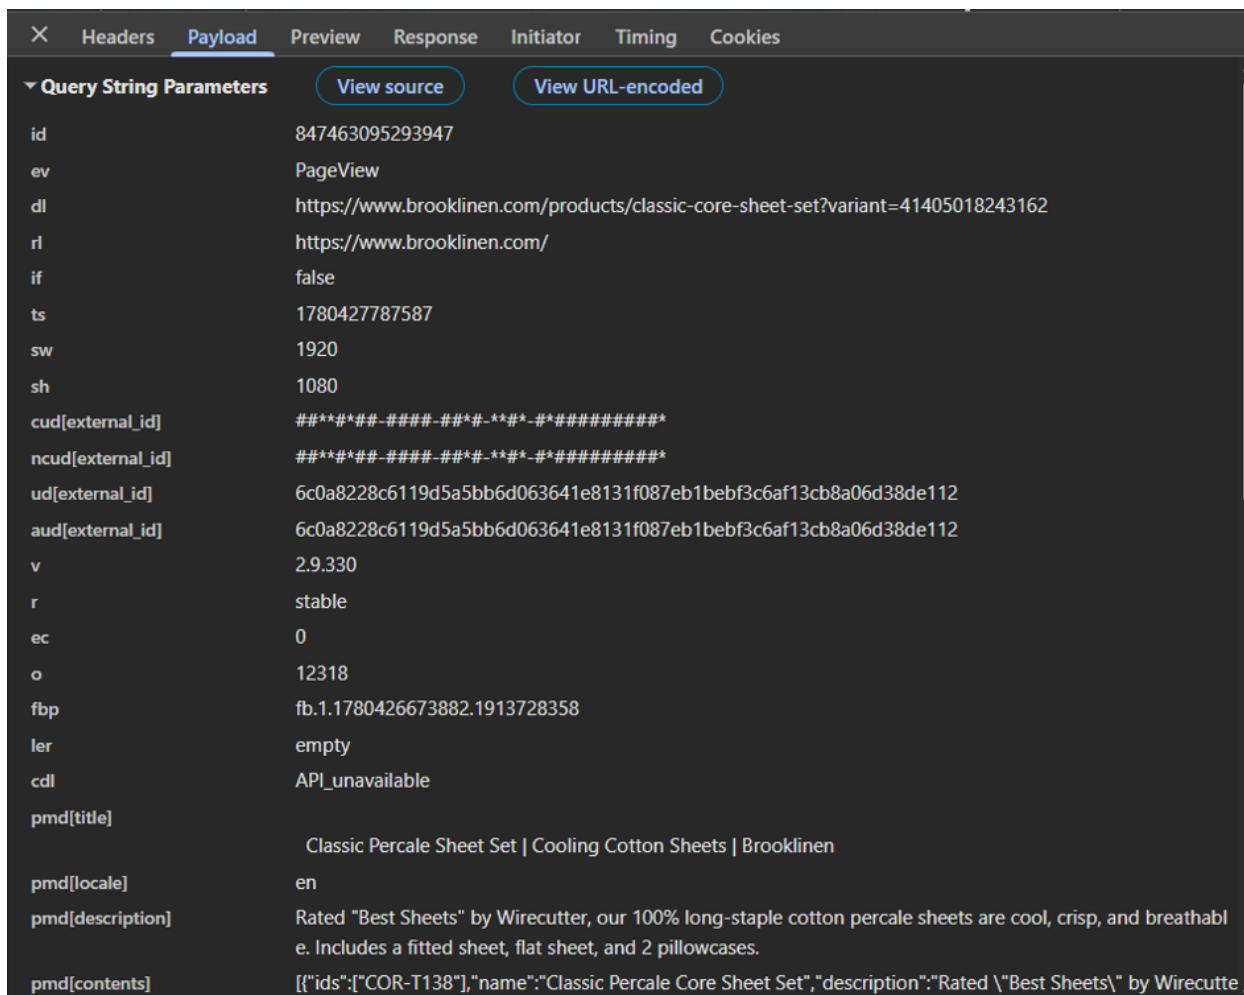 Headers Payload Preview Response Initiator Timing Cookies
Query String Parameters View source View URL-encoded
id 847463095293947
ev PageView
dl https://www.brooklinen.com/products/classic-core-sheet-set?variant=41405018243162
rl https://www.brooklinen.com/
if false
ts 1780427787587
sw 1920
sh 1080
cud[external_id] ##**#*##-####-##*#-**#*-#*#########*
ncud[external_id] ##**#*##-####-##*#-**#*-#*#########*
ud[external_id] 6c0a8228c6119d5a5bb6d063641e8131f087eb1bebf3c6af13cb8a06d38de112
aud[external_id] 6c0a8228c6119d5a5bb6d063641e8131f087eb1bebf3c6af13cb8a06d38de112
v 2.9.330
r stable
ec 0
o 12318
fbp fb.1.1780426673882.1913728358
ler empty
cdl API_unavailable
pmd[title]
Classic Percale Sheet Set | Cooling Cotton Sheets | Brooklinen
pmd[locale] en
pmd[description] Rated "Best Sheets" by Wirecutter, our 100% long-staple cotton percale sheets are cool, crisp, and breathabl
e. Includes a fitted sheet, flat sheet, and 2 pillowcases.
pmd[contents] [{"ids":["COR-T138"],"name":"Classic Percale Core Sheet Set","description":"Rated \"Best Sheets\" by Wirecutte